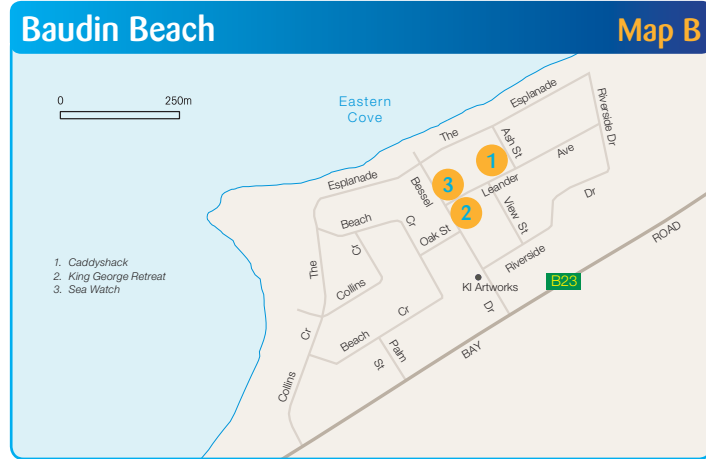 Baudin Beach
Map B
0 250m
Eastern
Cove
The
Esplanade
Riverside Dr
Ash St
Ave
1
Esplanade
Bessel
3
Leander
2
View St
Dr
Beach
Cr
Oak St
ROAD
Cr
The
Riverside
1. Caddyshack
2. King George Retreat
3. Sea Watch
B23
KI Artworks
Collins
Dr
Cr
Cr
Beach
Palm
St
BAY
Collins